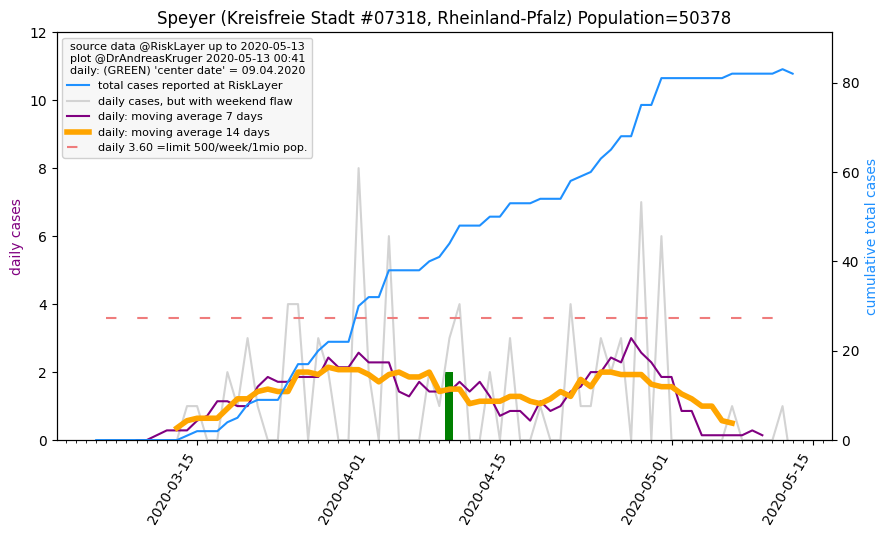 Speyer (Kreisfreie Stadt #07318, Rheinland-Pfalz) Population=50378
source data @RiskLayer up to 2020-05-13
plot @DrAndreasKruger 2020-05-13 00:41
daily: (GREEN) 'center date' = 09.04.2020
total cases reported at RiskLayer
daily cases, but with weekend flaw
daily: moving average 7 days
daily: moving average 14 days
daily 3.60 =limit 500/week/1mio pop.
daily cases
12
10
8
6
4
2
0
cumulative total cases
80
60
40
20
0
2020-03-15
2020-04-01
2020-04-15
2020-05-01
2020-05-15